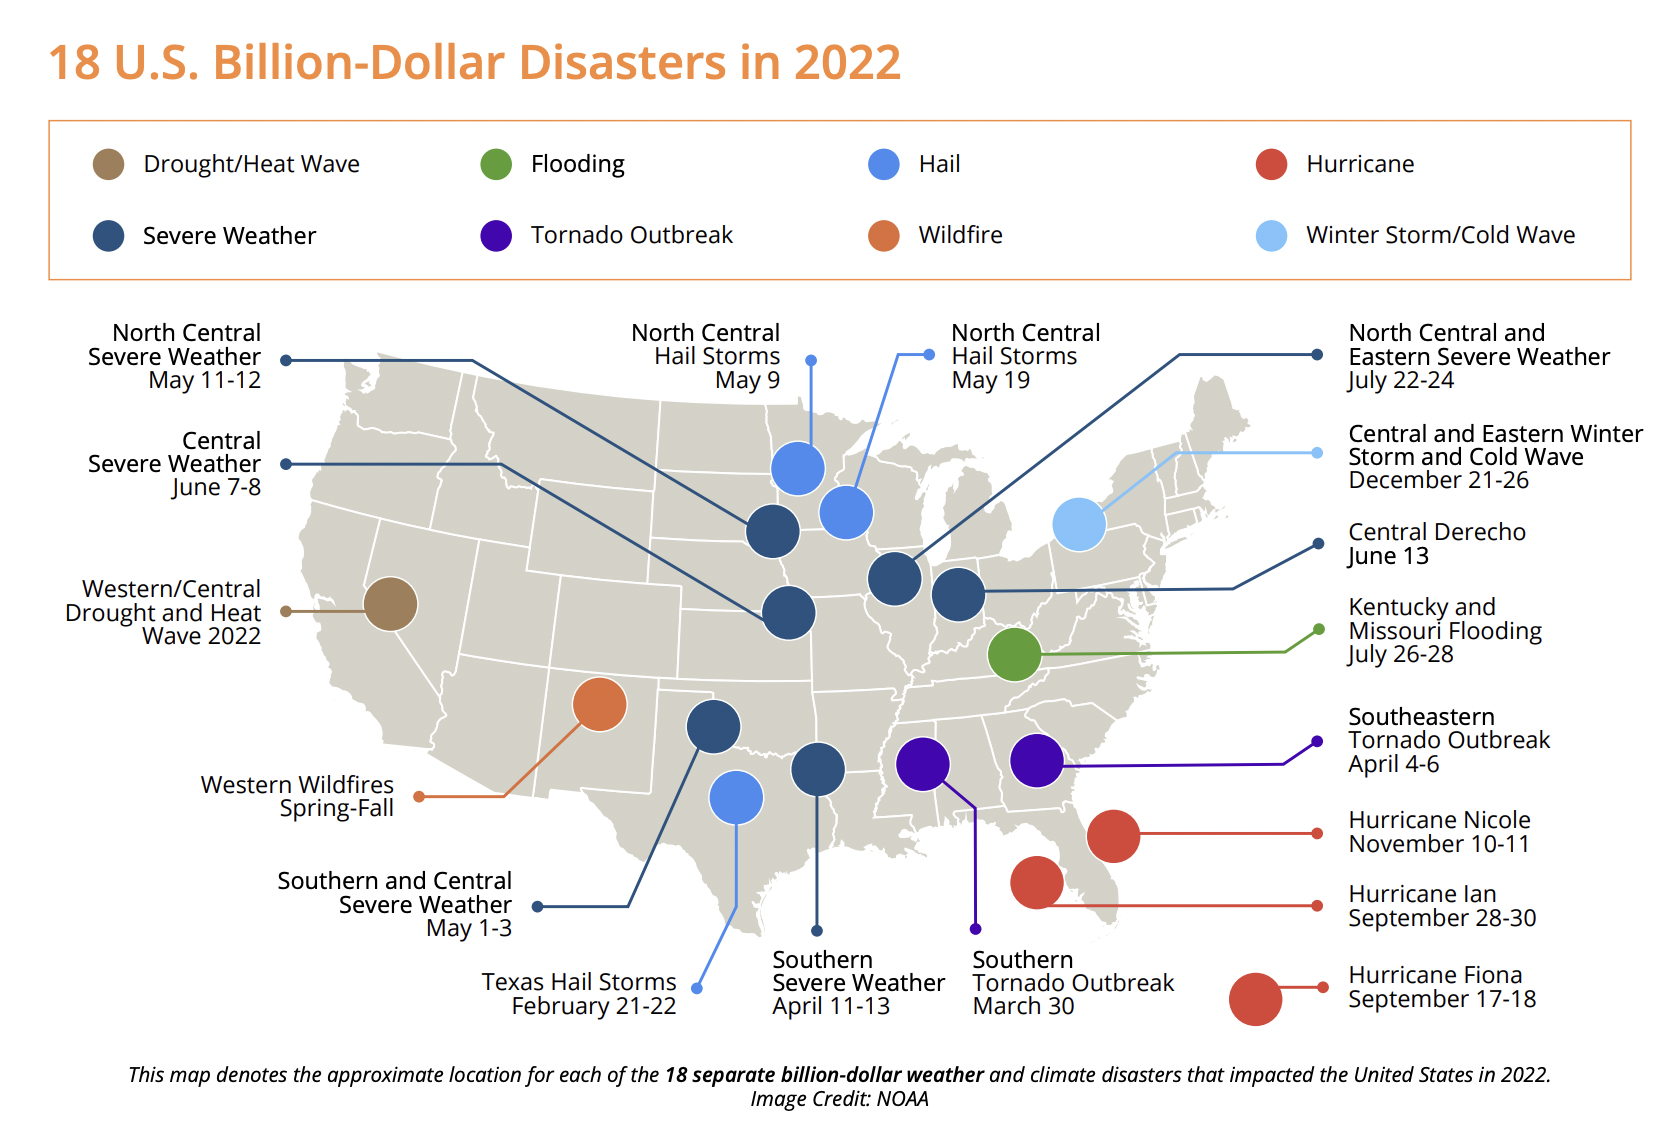 18 U.S. Billion-Dollar Disasters in 2022
Drought/Heat Wave
Flooding
Hail
Hurricane
Severe Weather
Tornado Outbreak
Wildfire
Winter Storm/Cold Wave
North Central
Severe Weather
May 11-12
North Central
Hail Storms
May 9
North Central
Hail Storms
May 19
North Central and
Eastern Severe Weather
July 22-24
Central
Severe Weather
June 7-8
Central and Eastern Winter
Storm and Cold Wave
December 21-26
Central Derecho
June 13
Western/Central
Drought and Heat
Wave 2022
Kentucky and
Missouri Flooding
July 26-28
Southeastern
Tornado Outbreak
April 4-6
Western Wildfires
Spring-Fall
Hurricane Nicole
November 10-11
Southern and Central
Severe Weather
May 1-3
Hurricane Ian
September 28-30
Texas Hail Storms
February 21-22
Southern
Severe Weather
April 11-13
Southern
Tornado Outbreak
March 30
Hurricane Fiona
September 17-18
This map denotes the approximate location for each of the 18 separate billion-dollar weather and climate disasters that impacted the United States in 2022.
Image Credit: NOAA